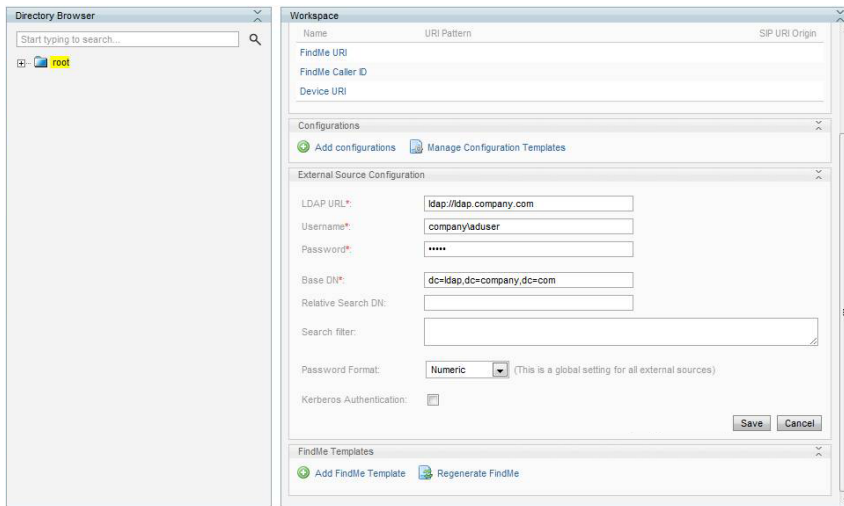 Directory Browser
Start typing to search...
root
Workspace
Name URI Pattern SIP URI Origin
FindMe URI
FindMe Caller ID
Device URI
Configurations
Add configurations Manage Configuration Templates
External Source Configuration
LDAP URL*: ldap://ldap.company.com
Username*: company\aduser
Password*: •••••
Base DN*: dc=ldap,dc=company,dc=com
Relative Search DN:
Search filter:
Password Format: Numeric (This is a global setting for all external sources)
Kerberos Authentication:
Save Cancel
FindMe Templates
Add FindMe Template Regenerate FindMe